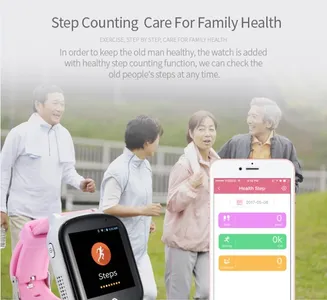 Step Counting Care For Family Health
EXERCISE, STEP BY STEP, CARE FOR FAMILY HEALTH
In order to keep the old man healthy, the watch is added
with healthy step counting function, we can check the
old people's steps at any time.
Health Step
0
0k
0
Steps